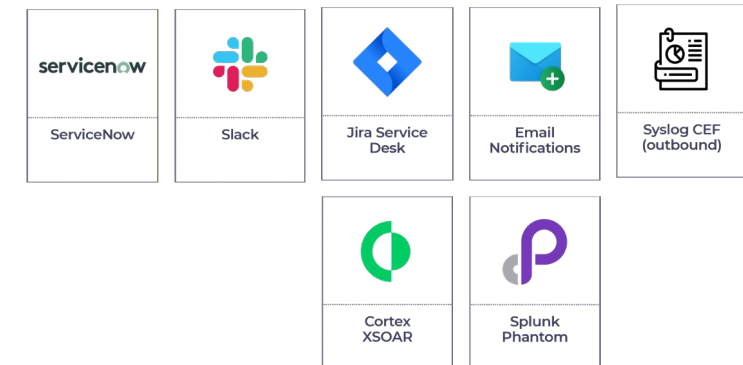 servicenow
ServiceNow
Slack
Jira Service
Desk
Email
Notifications
Syslog CEF
(outbound)
Cortex
XSOAR
Splunk
Phantom